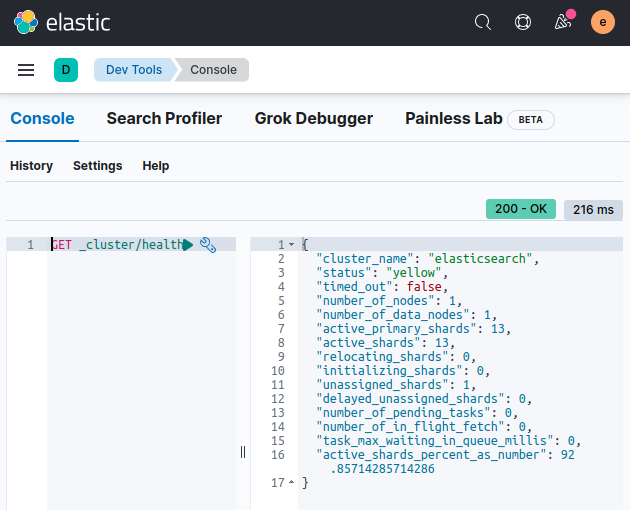 elastic
e
D
Dev Tools
Console
Console
Search Profiler
Grok Debugger
Painless Lab
BETA
History
Settings
Help
200 - OK
216 ms
1
GET _cluster/health
1
{
2
"cluster_name": "elasticsearch",
3
"status": "yellow",
4
"timed_out": false,
5
"number_of_nodes": 1,
6
"number_of_data_nodes": 1,
7
"active_primary_shards": 13,
8
"active_shards": 13,
9
"relocating_shards": 0,
10
"initializing_shards": 0,
11
"unassigned_shards": 1,
12
"delayed_unassigned_shards": 0,
13
"number_of_pending_tasks": 0,
14
"number_of_in_flight_fetch": 0,
15
"task_max_waiting_in_queue_millis": 0,
16
"active_shards_percent_as_number": 92
.85714285714286
17
}